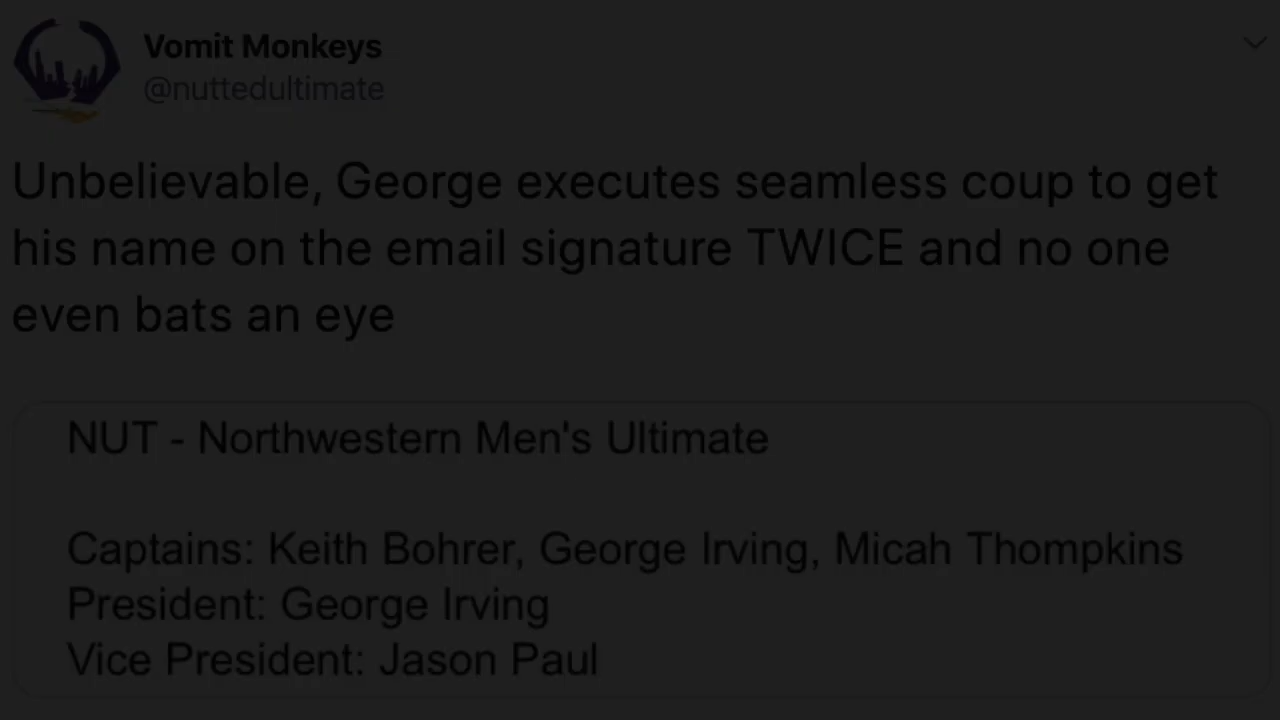 Vomit Monkeys
@nuttedultimate
Unbelievable, George executes seamless coup to get
his name on the email signature TWICE and no one
even bats an eye
NUT - Northwestern Men's Ultimate
Captains: Keith Bohrer, George Irving, Micah Thompkins
President: George Irving
Vice President: Jason Paul